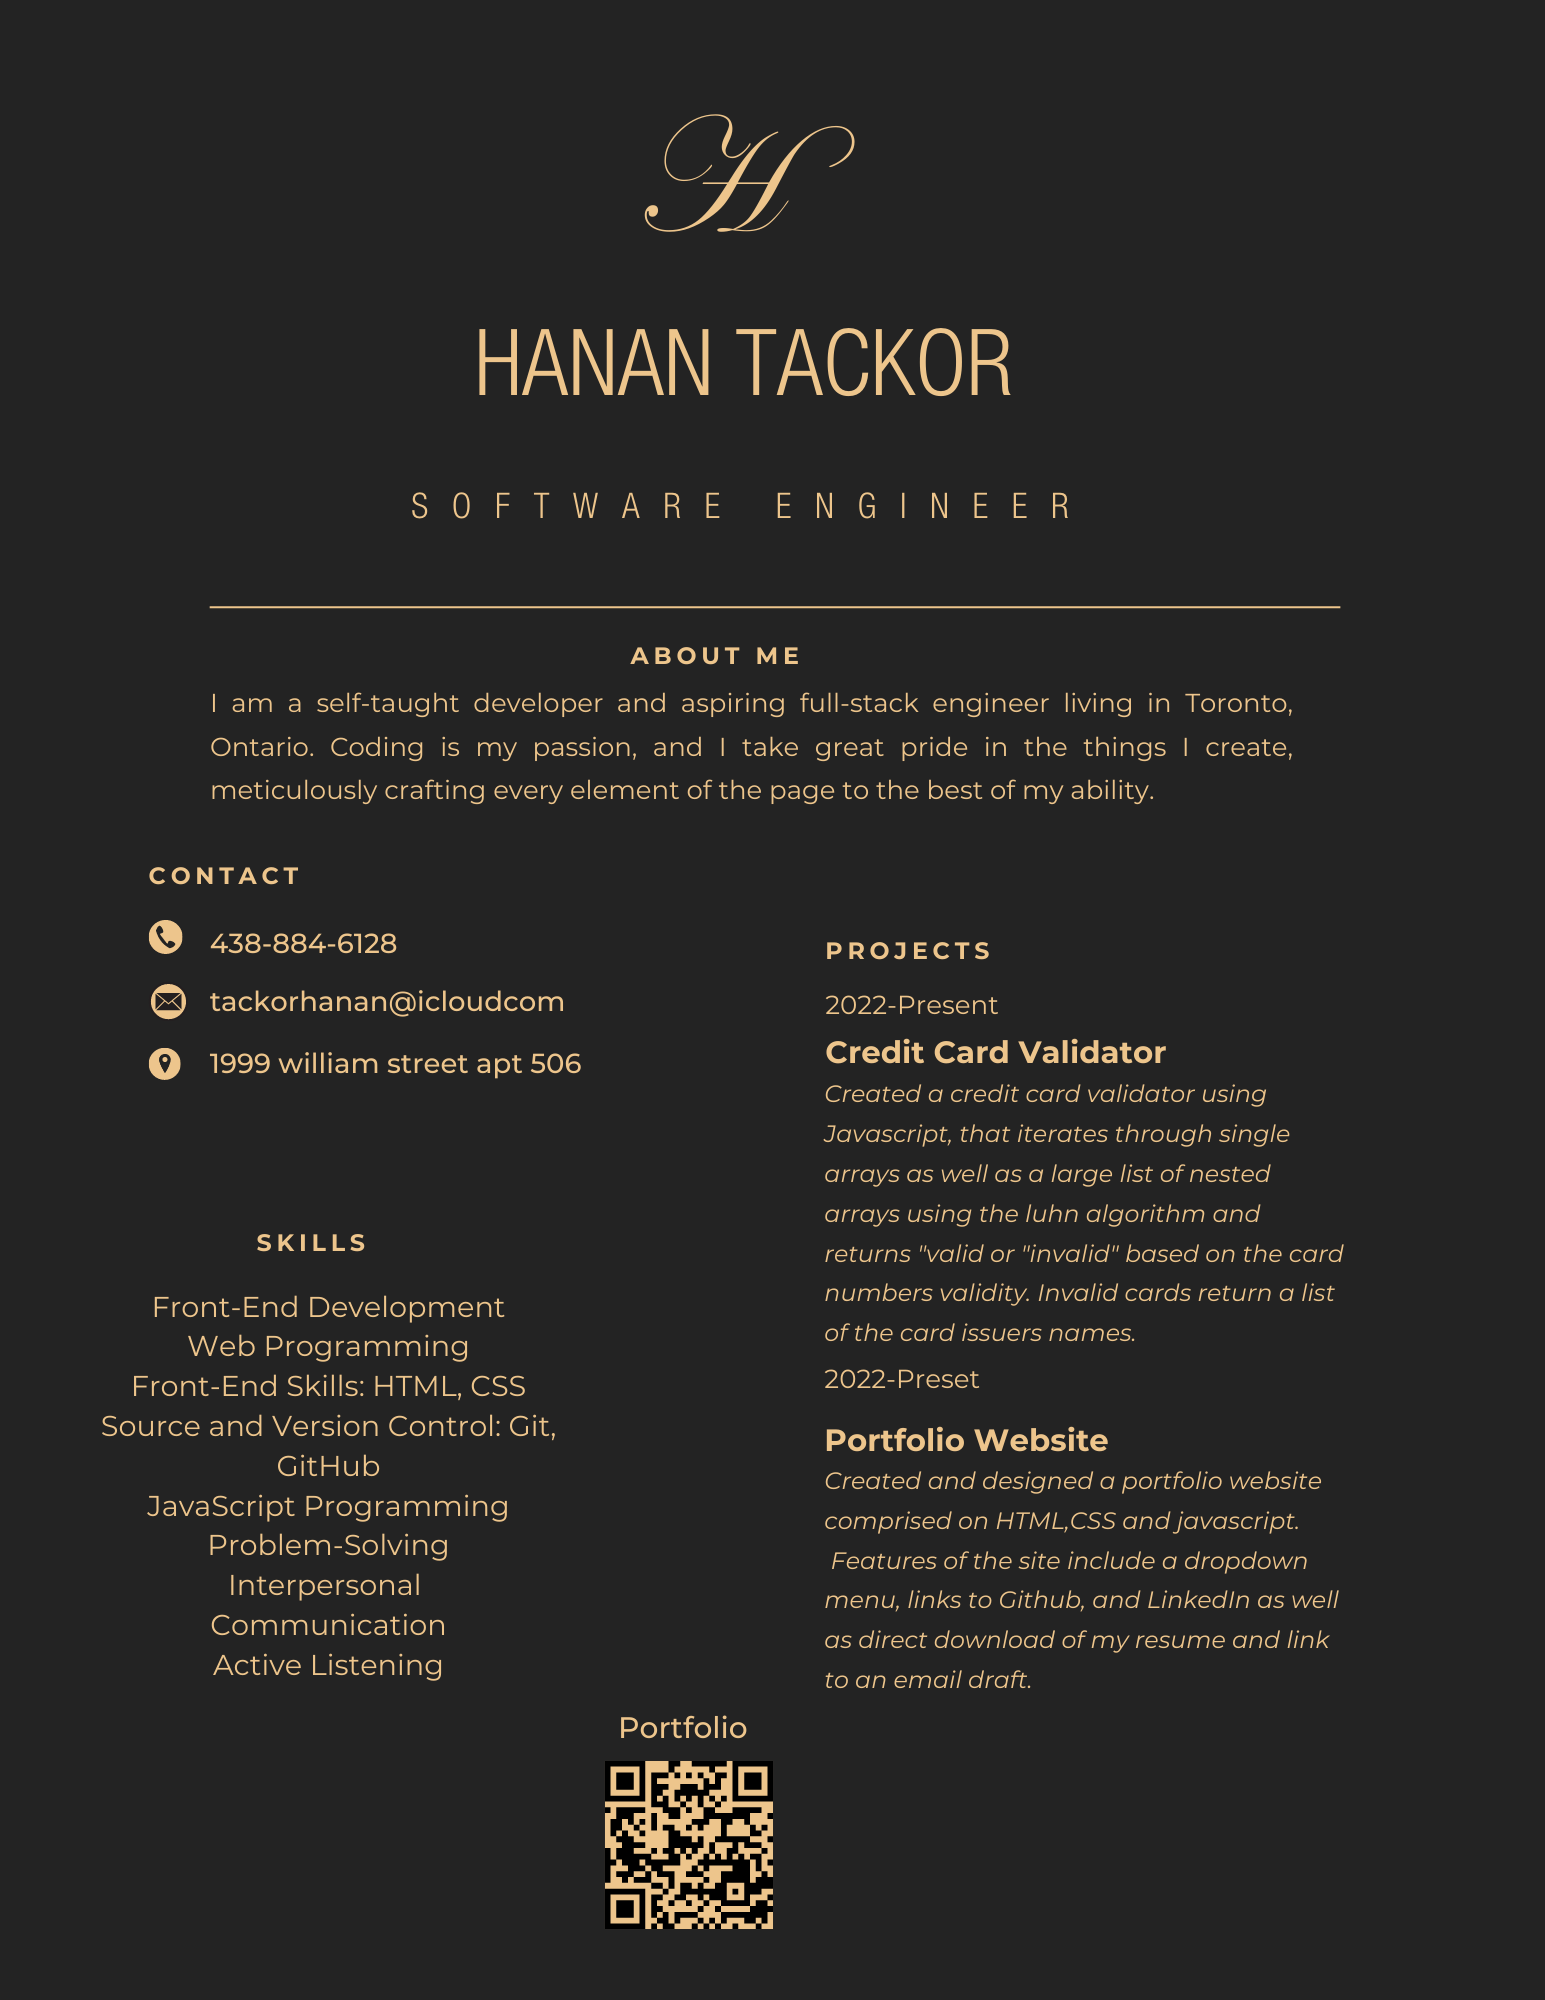 H
HANAN TACKOR
SOFTWARE ENGINEER
ABOUT ME
I am a self-taught developer and aspiring full-stack engineer living in Toronto,
Ontario. Coding is my passion, and I take great pride in the things I create,
meticulously crafting every element of the page to the best of my ability.
CONTACT
438-884-6128
tackorhanan@icloudcom
1999 william street apt 506
SKILLS
Front-End Development
Web Programming
Front-End Skills: HTML, CSS
Source and Version Control: Git,
GitHub
JavaScript Programming
Problem-Solving
Interpersonal
Communication
Active Listening
PROJECTS
2022-Present
Credit Card Validator
Created a credit card validator using
Javascript, that iterates through single
arrays as well as a large list of nested
arrays using the luhn algorithm and
returns "valid or "invalid" based on the card
numbers validity. Invalid cards return a list
of the card issuers names.
2022-Preset
Portfolio Website
Created and designed a portfolio website
comprised on HTML,CSS and javascript.
Features of the site include a dropdown
menu, links to Github, and LinkedIn as well
as direct download of my resume and link
to an email draft.
Portfolio